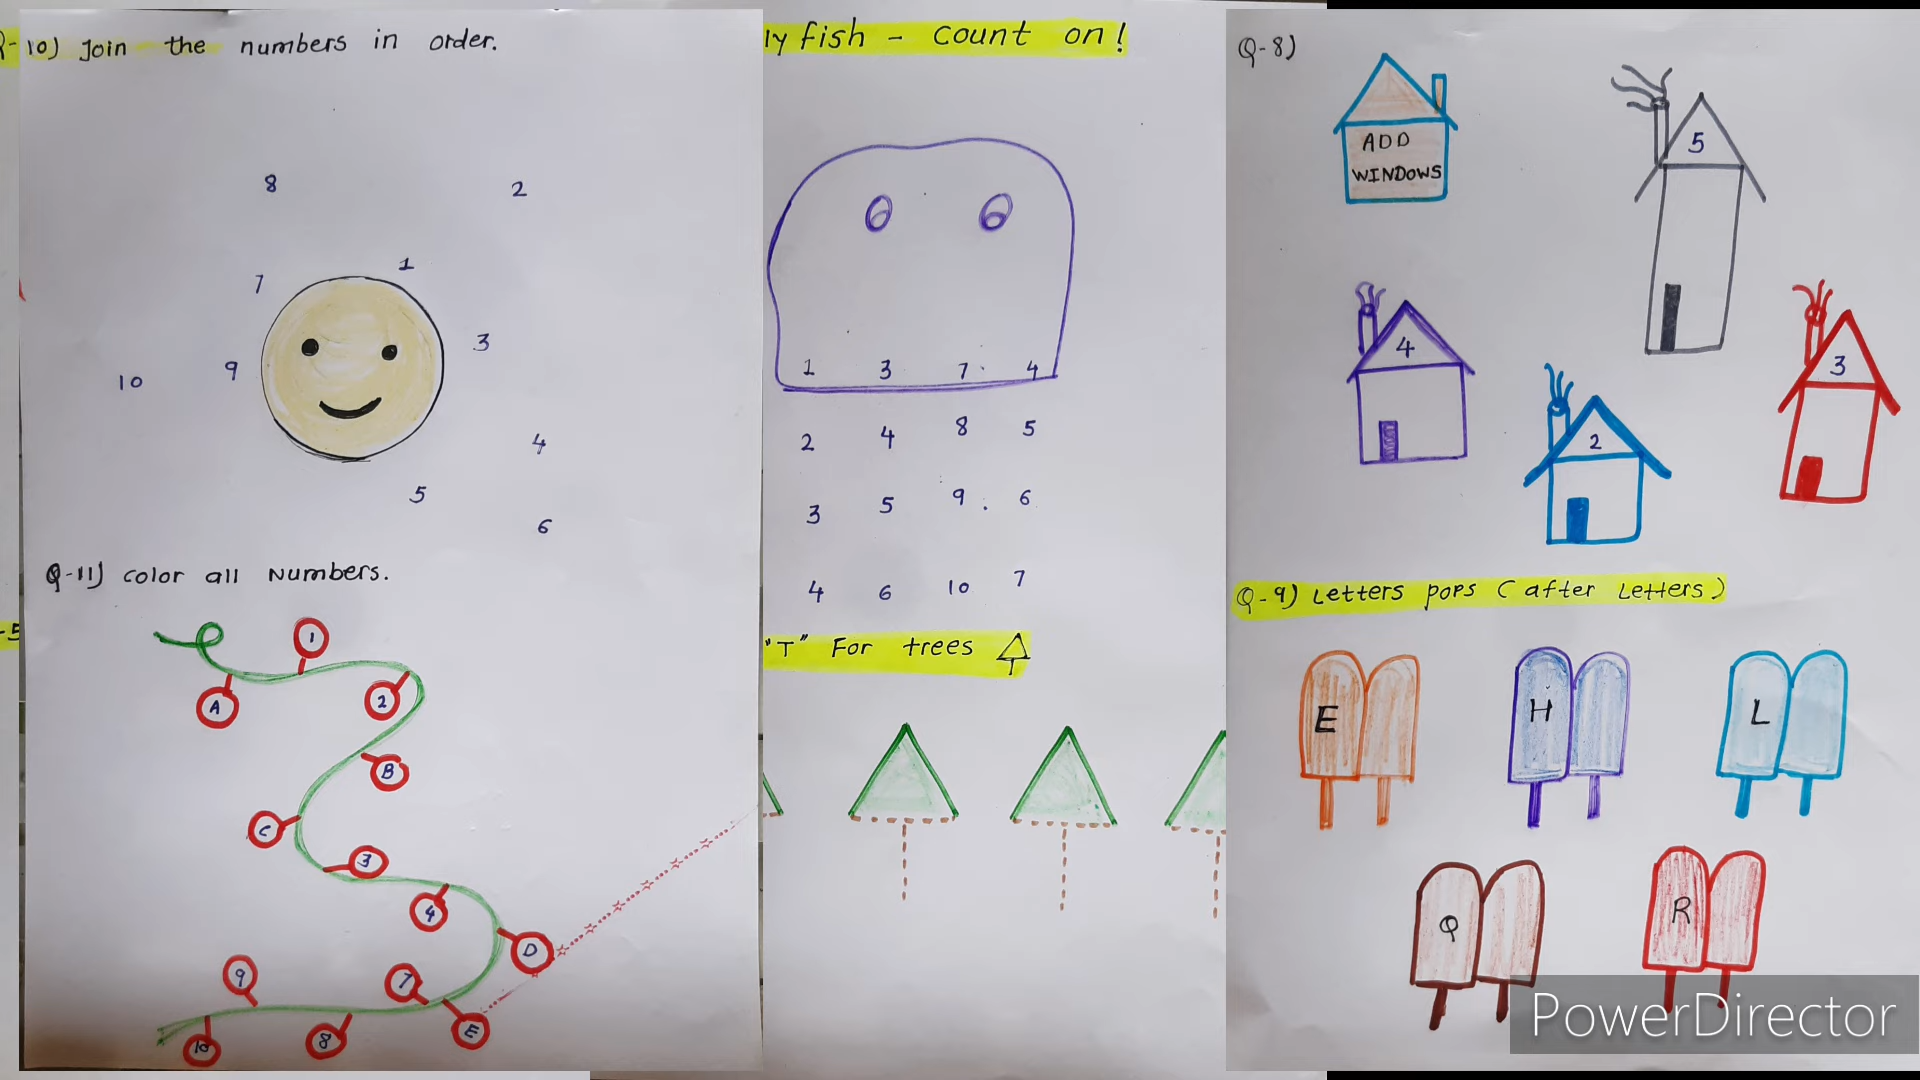 Q-10) Join the numbers in order.
8
2
1
7
3
9
10
4
5
6
Q-11) color all numbers.
1
A
2
B
C
3
4
D
9
7
E
8
10
ly fish - count on!
1 3 7 4
2 4 8 5
3 5 9 6
4 6 10 7
"T" For trees
-5
Q-8)
ADD
WINDOWS
5
4
3
2
Q-9) Letters pops (after Letters)
E H L
Q R
PowerDirector